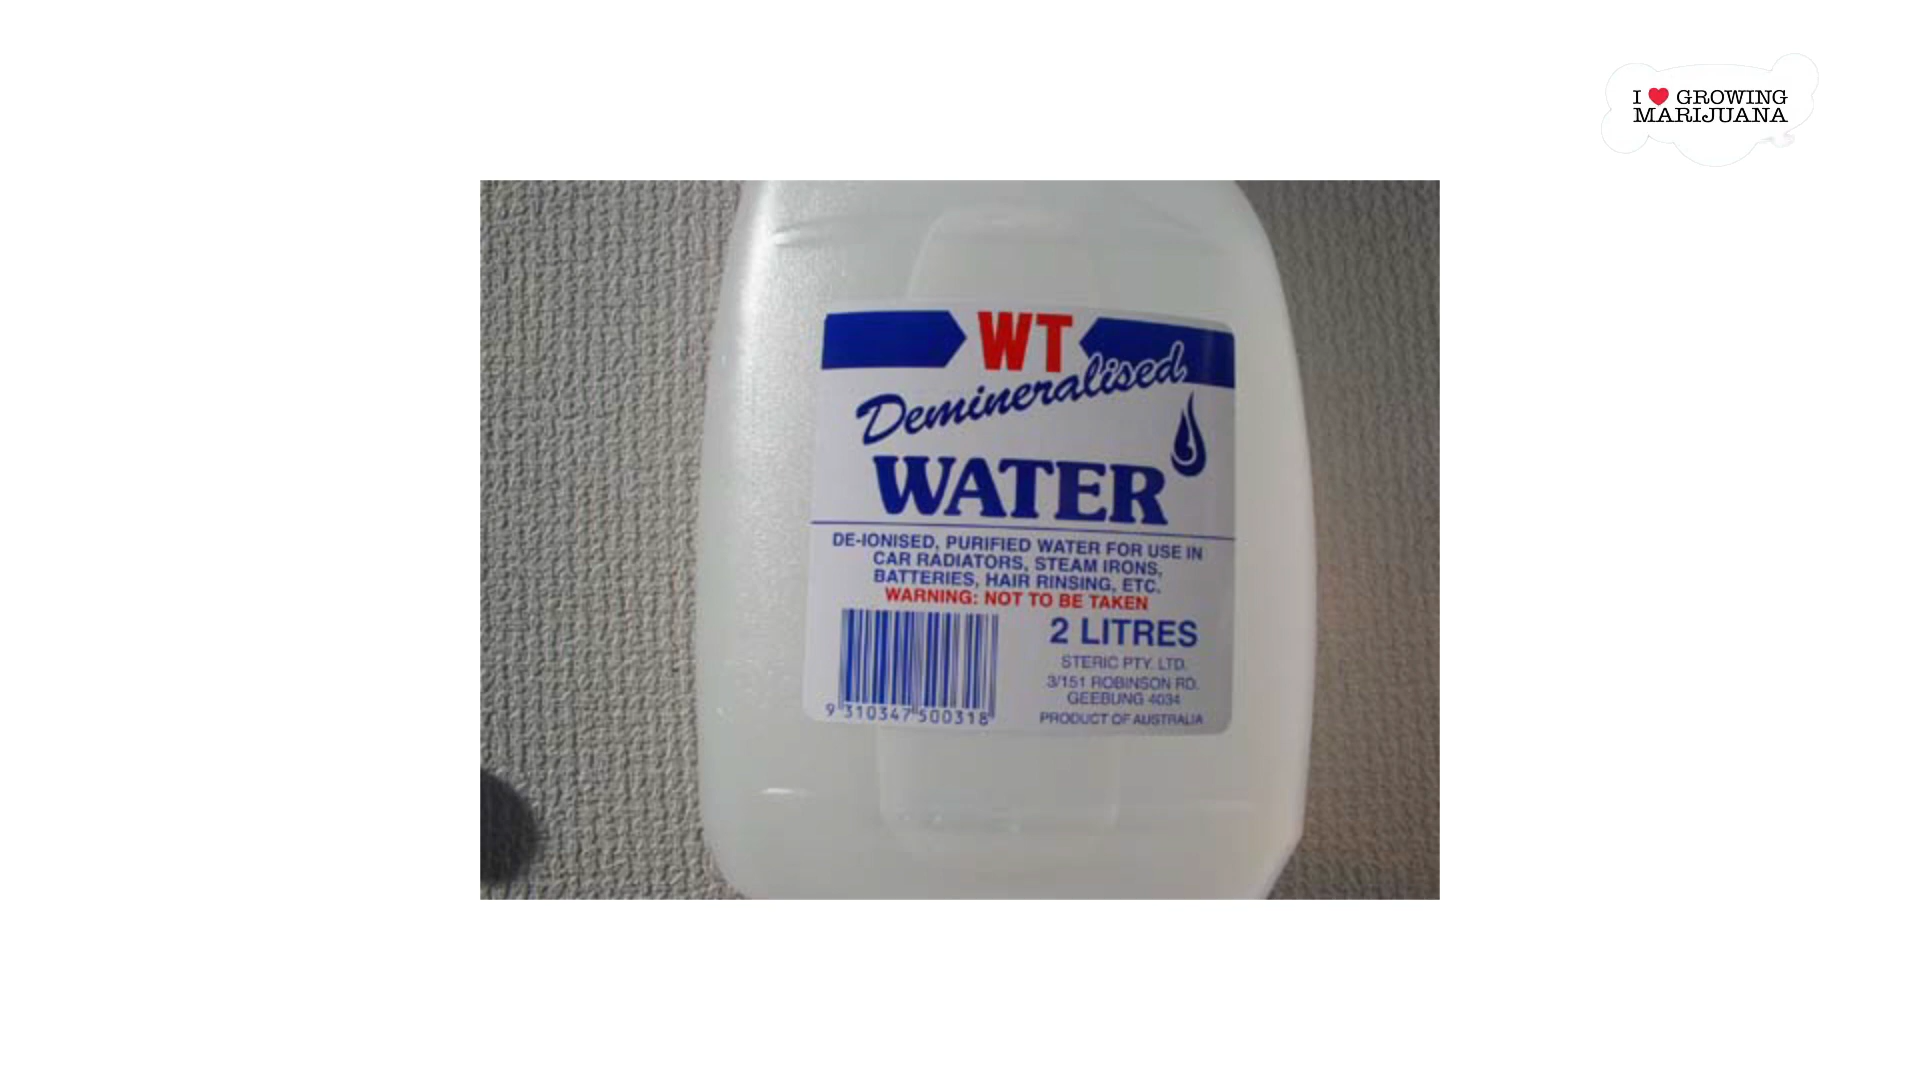 I ❤ GROWING
MARIJUANA
WT
Demineralised
WATER
DE-IONISED, PURIFIED WATER FOR USE IN
CAR RADIATORS, STEAM IRONS,
BATTERIES, HAIR RINSING, ETC.
WARNING: NOT TO BE TAKEN
2 LITRES
STERIC PTY. LTD.
3/151 ROBINSON RD.
GEEBUNG 4034
PRODUCT OF AUSTRALIA
9 310347 500318